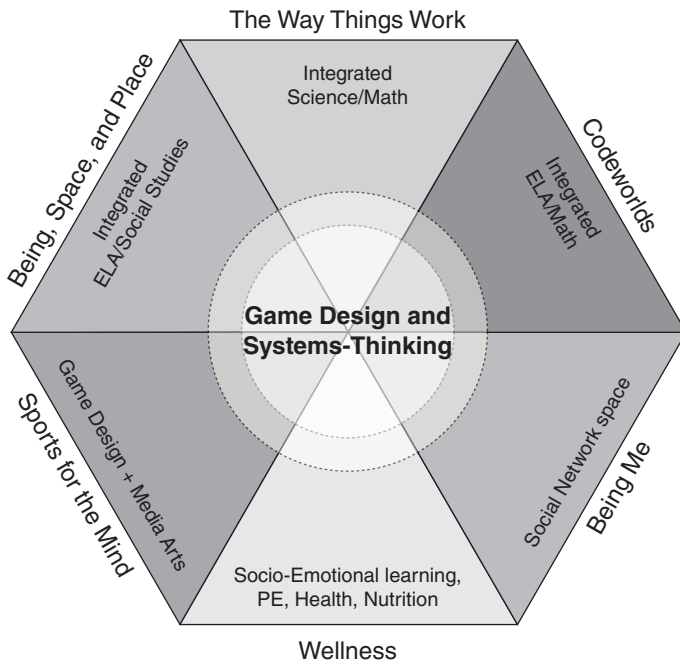 The Way Things Work
Integrated
Science/Math
Codeworlds
Integrated
ELA/Math
Being Me
Social Network space
Wellness
Socio-Emotional learning,
PE, Health, Nutrition
Sports for the Mind
Game Design + Media Arts
Being, Space, and Place
Integrated
ELA/Social Studies
Game Design and
Systems-Thinking